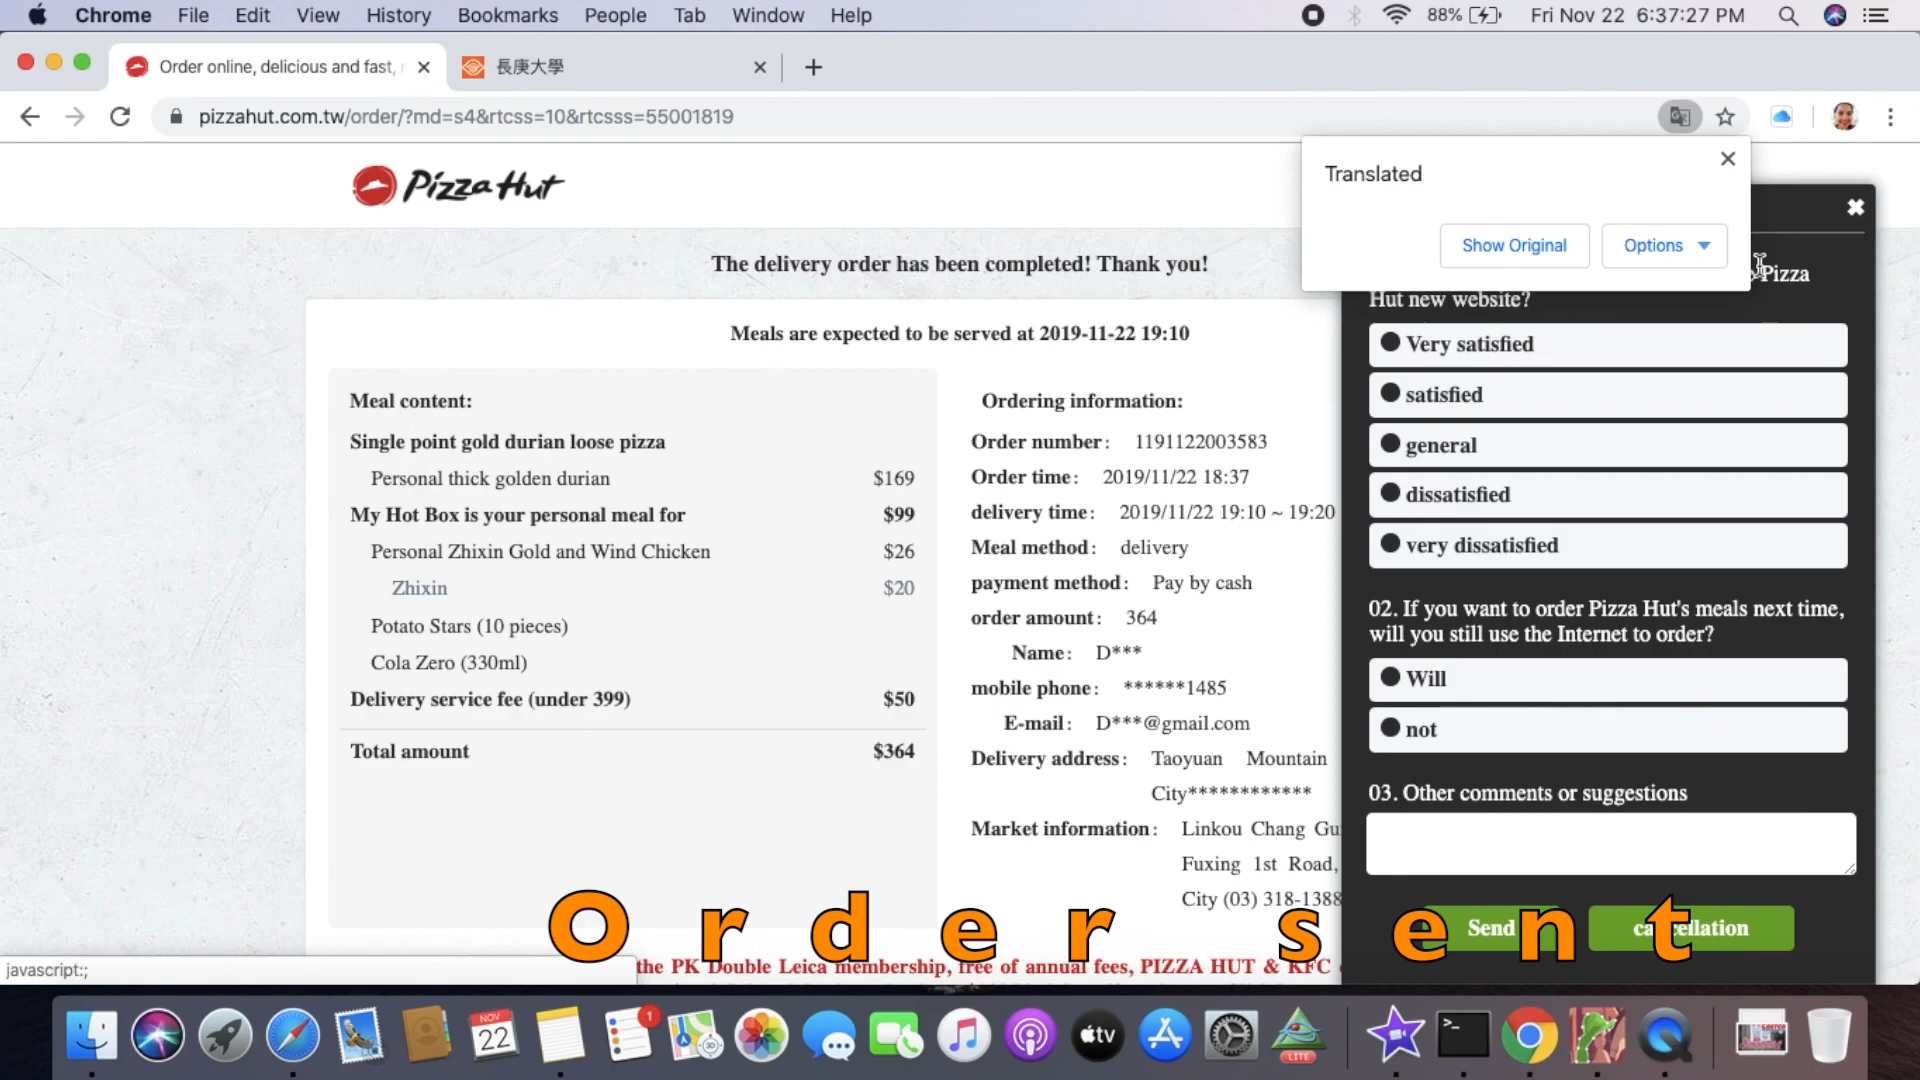 Chrome File Edit View History Bookmarks People Tab Window Help 88% Fri Nov 22 6:37:27 PM
Order online, delicious and fast, 長庚大學
pizzahut.com.tw/order/?md=s4&rtcss=10&rtcsss=55001819
Translated
Show Original Options
Pizza Hut
The delivery order has been completed! Thank you!
Meals are expected to be served at 2019-11-22 19:10
Meal content:
Single point gold durian loose pizza
Personal thick golden durian $169
My Hot Box is your personal meal for $99
Personal Zhixin Gold and Wind Chicken $26
Zhixin $20
Potato Stars (10 pieces)
Cola Zero (330ml)
Delivery service fee (under 399) $50
Total amount $364
Ordering information:
Order number: 1191122003583
Order time: 2019/11/22 18:37
delivery time: 2019/11/22 19:10 ~ 19:20
Meal method: delivery
payment method: Pay by cash
order amount: 364
Name: D***
mobile phone: ******1485
E-mail: D***@gmail.com
Delivery address: Taoyuan Mountain
City************
Market information: Linkou Chang Gu
Fuxing 1st Road,
City (03) 318-1388
Pizza
Hut new website?
Very satisfied
satisfied
general
dissatisfied
very dissatisfied
02. If you want to order Pizza Hut's meals next time,
will you still use the Internet to order?
Will
not
03. Other comments or suggestions
Send cancellation
Order sent
javascript:;
the PK Double Leica membership, free of annual fees, PIZZA HUT & KFC
NOV
22
1
tv
LITE